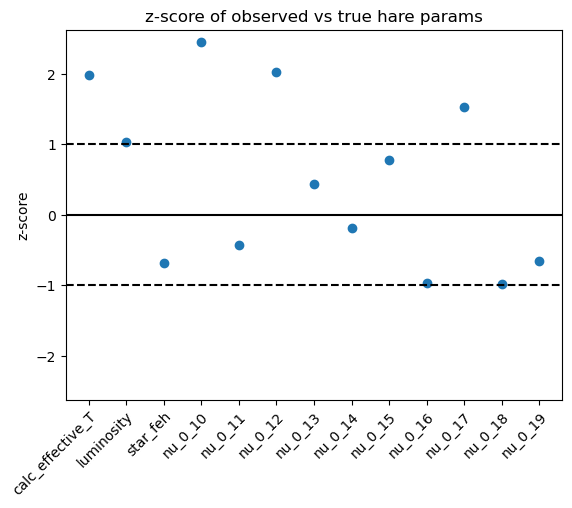 z-score of observed vs true hare params
z-score
2
1
0
−1
−2
calc_effective_T
luminosity
star_feh
nu_0_10
nu_0_11
nu_0_12
nu_0_13
nu_0_14
nu_0_15
nu_0_16
nu_0_17
nu_0_18
nu_0_19